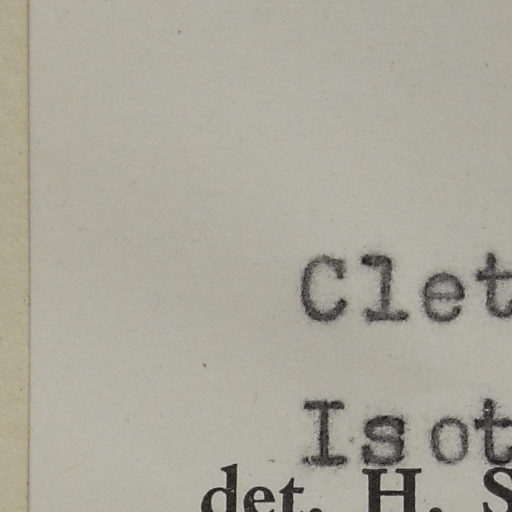 Clet
Isot
det. H. S